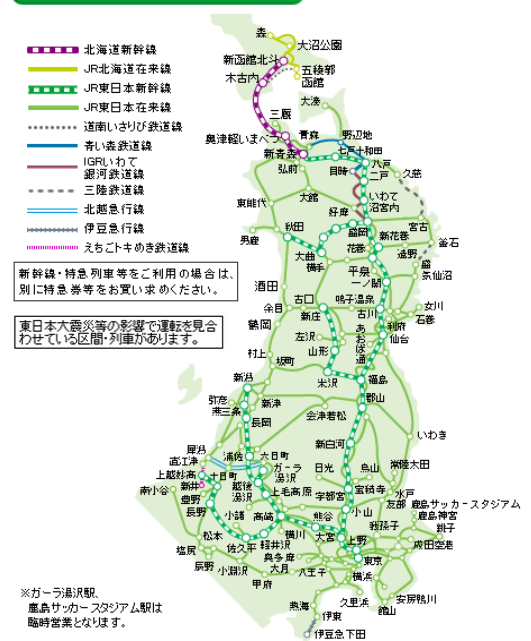 北海道新幹線
JR北海道在来線
JR東日本新幹線
JR東日本在来線
道南いさりび鉄道線
青い森鉄道線
IGRいわて
銀河鉄道線
三陸鉄道線
北越急行線
伊豆急行線
えちごトキめき鉄道線
新幹線・特急列車等をご利用の場合は、
別に特急券等をお買い求めください。
東日本大震災等の影響で運転を見合
わせている区間・列車があります。
森
大沼公園
新函館北斗
木古内
五稜郭
函館
大湊
三厩
奥津軽いまべつ
青森
野辺地
新青森
七戸十和田
八戸
弘前
目時
二戸
久慈
大館
いわて
沼宮内
東能代
好摩
秋田
盛岡
宮古
男鹿
新花巻
大曲
花巻
遠野
釜石
横手
平泉
盛
気仙沼
一ノ関
酒田
古口
新庄
鳴子温泉
女川
余目
古川
石巻
鶴岡
左沢
あおば通
利府
仙台
山形
村上
坂町
米沢
福島
新潟
郡山
弥彦
新津
燕三条
会津若松
長岡
いわき
新白河
犀潟
浦佐
六日町
直江津
ガーラ
湯沢
上越妙高
十日町
日光
烏山
常陸太田
新井
越後
湯沢
南小谷
上毛高原
宝積寺
豊野
宇都宮
水戸
長野
友部
鹿島サッカースタジアム
小諸
高崎
熊谷
小山
鹿島神宮
松本
横川
我孫子
銚子
佐久平
軽井沢
大宮
上野
成田空港
塩尻
奥多摩
東京
辰野
小淵沢
大月
八王子
横浜
甲府
熱海
久里浜
安房鴨川
伊東
館山
伊豆急下田
※ガーラ湯沢駅、
鹿島サッカースタジアム駅は
臨時営業となります。